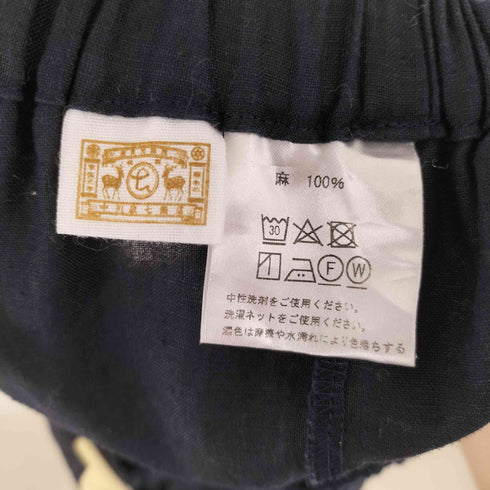 麻 100%
30
F W
中性洗剤をご使用ください。
洗濯ネットをご使用ください。
濃色は摩擦や水濡れにより色落ちする